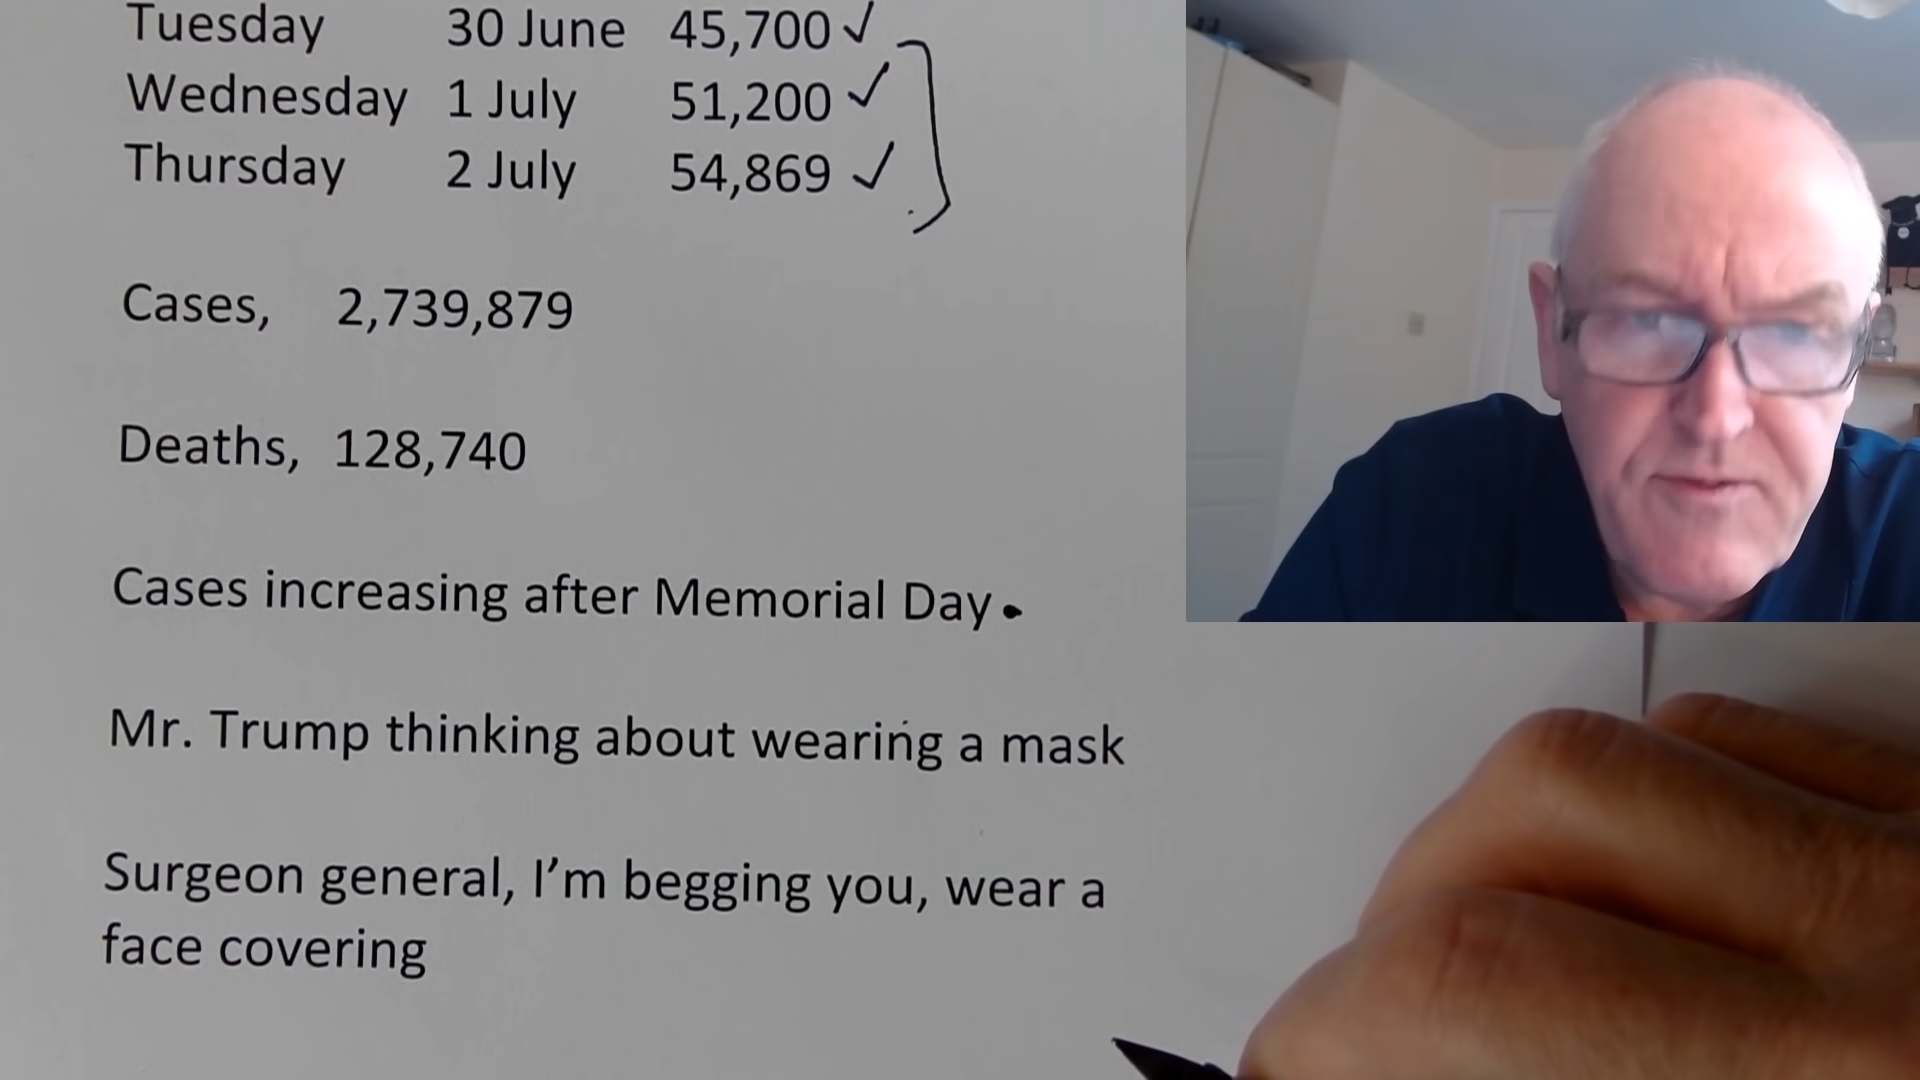 Tuesday 30 June 45,700 ✓
Wednesday 1 July 51,200 ✓
Thursday 2 July 54,869 ✓
Cases, 2,739,879
Deaths, 128,740
Cases increasing after Memorial Day.
Mr. Trump thinking about wearing a mask
Surgeon general, I’m begging you, wear a
face covering